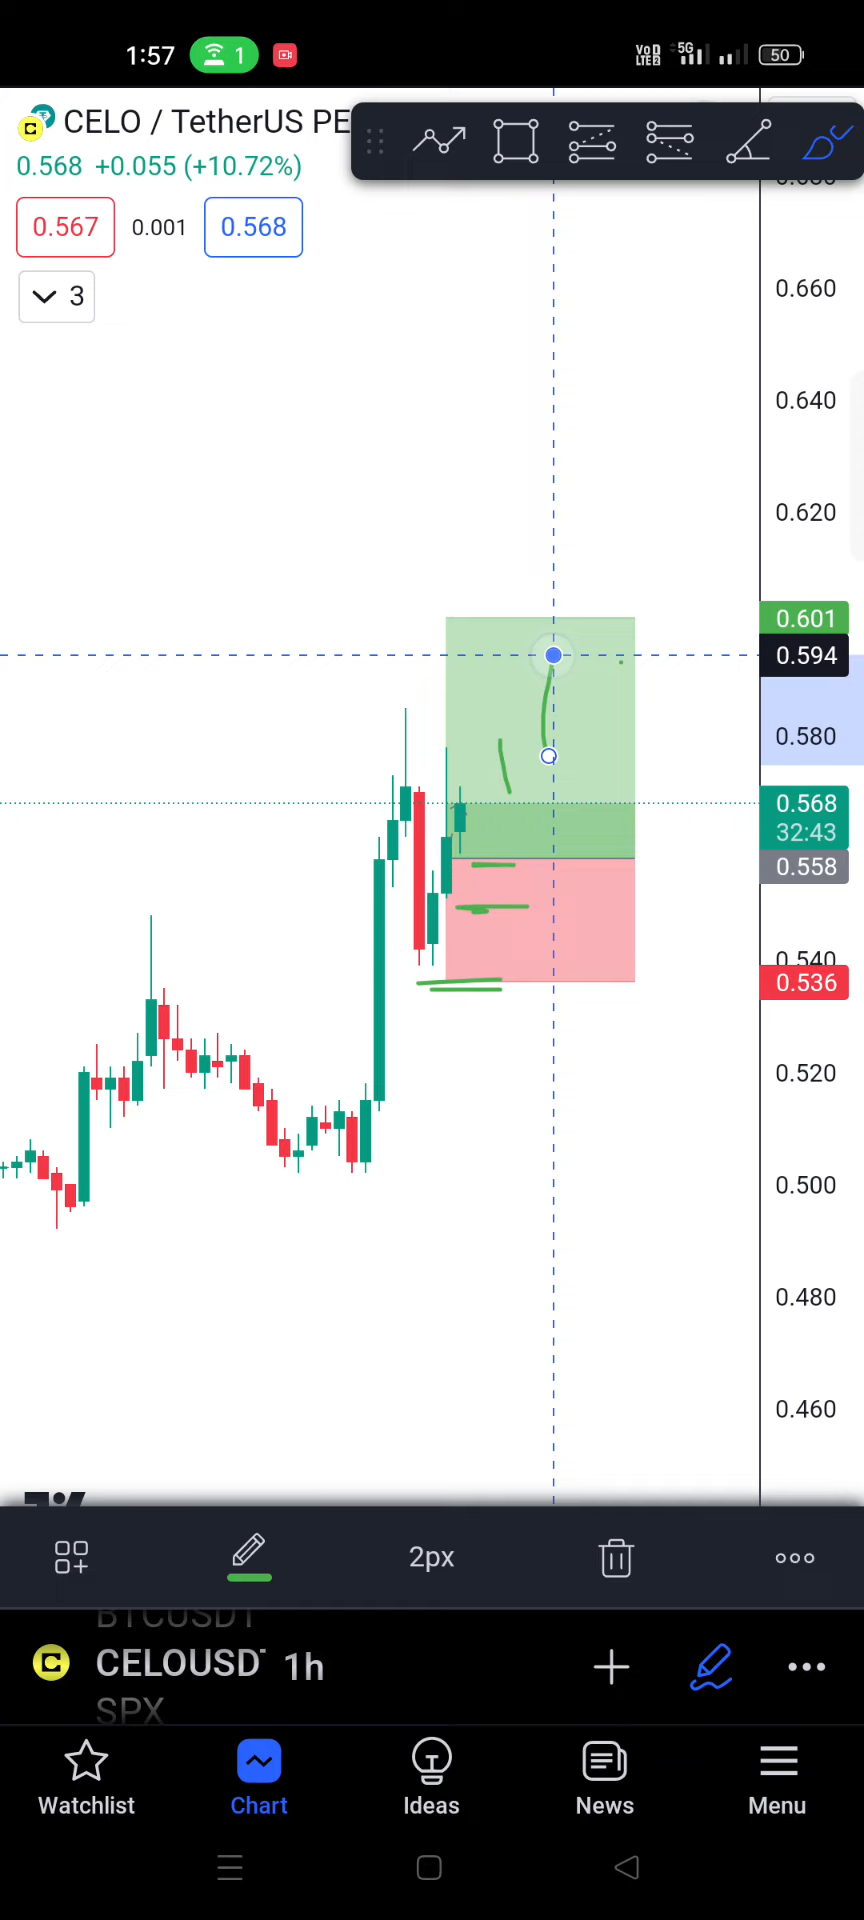 1:57
1
VoD LTE2
5G
50
CELO / TetherUS PE
0.568 +0.055 (+10.72%)
0.567
0.001
0.568
3
0.660
0.640
0.620
0.601
0.594
0.580
0.568
32:43
0.558
0.540
0.536
0.520
0.500
0.480
0.460
2px
BTCUSDT
CELOUSDT
1h
SPX
Watchlist
Chart
Ideas
News
Menu